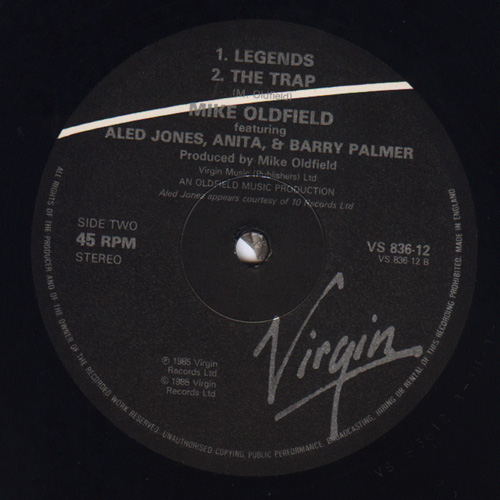 1. LEGENDS
2. THE TRAP
(M. Oldfield)
MIKE OLDFIELD
featuring
ALED JONES, ANITA, & BARRY PALMER
Produced by Mike Oldfield
Virgin Music (Publishers) Ltd
AN OLDFIELD MUSIC PRODUCTION
Aled Jones appears courtesy of 10 Records Ltd
SIDE TWO
45 RPM
STEREO
VS 836-12
VS 836-12 B
Virgin
℗ 1985 Virgin
Records Ltd.
© 1985 Virgin
Records Ltd.
ALL RIGHTS OF THE PRODUCER AND OF THE OWNER OF THE RECORDED WORK RESERVED. UNAUTHORISED COPYING, PUBLIC PERFORMANCE, BROADCASTING, HIRING OR RENTAL OF THIS RECORDING PROHIBITED. MADE IN ENGLAND